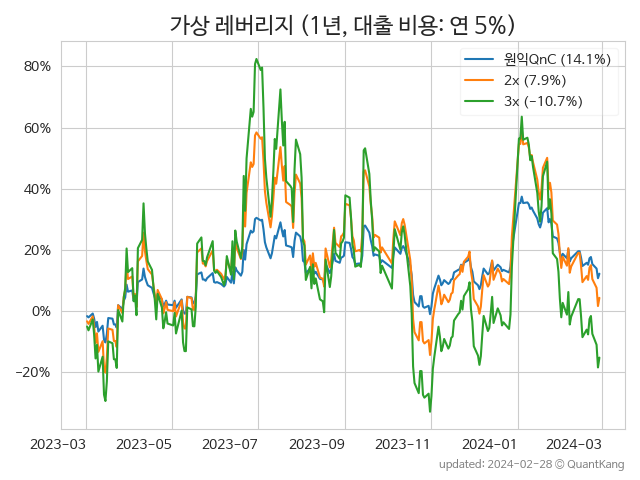 가상 레버리지 (1년, 대출 비용: 연 5%)
원익QnC (14.1%)
2x (7.9%)
3x (−10.7%)
80%
60%
40%
20%
0%
−20%
2023-03 2023-05 2023-07 2023-09 2023-11 2024-01 2024-03
updated: 2024-02-28 © QuantKang